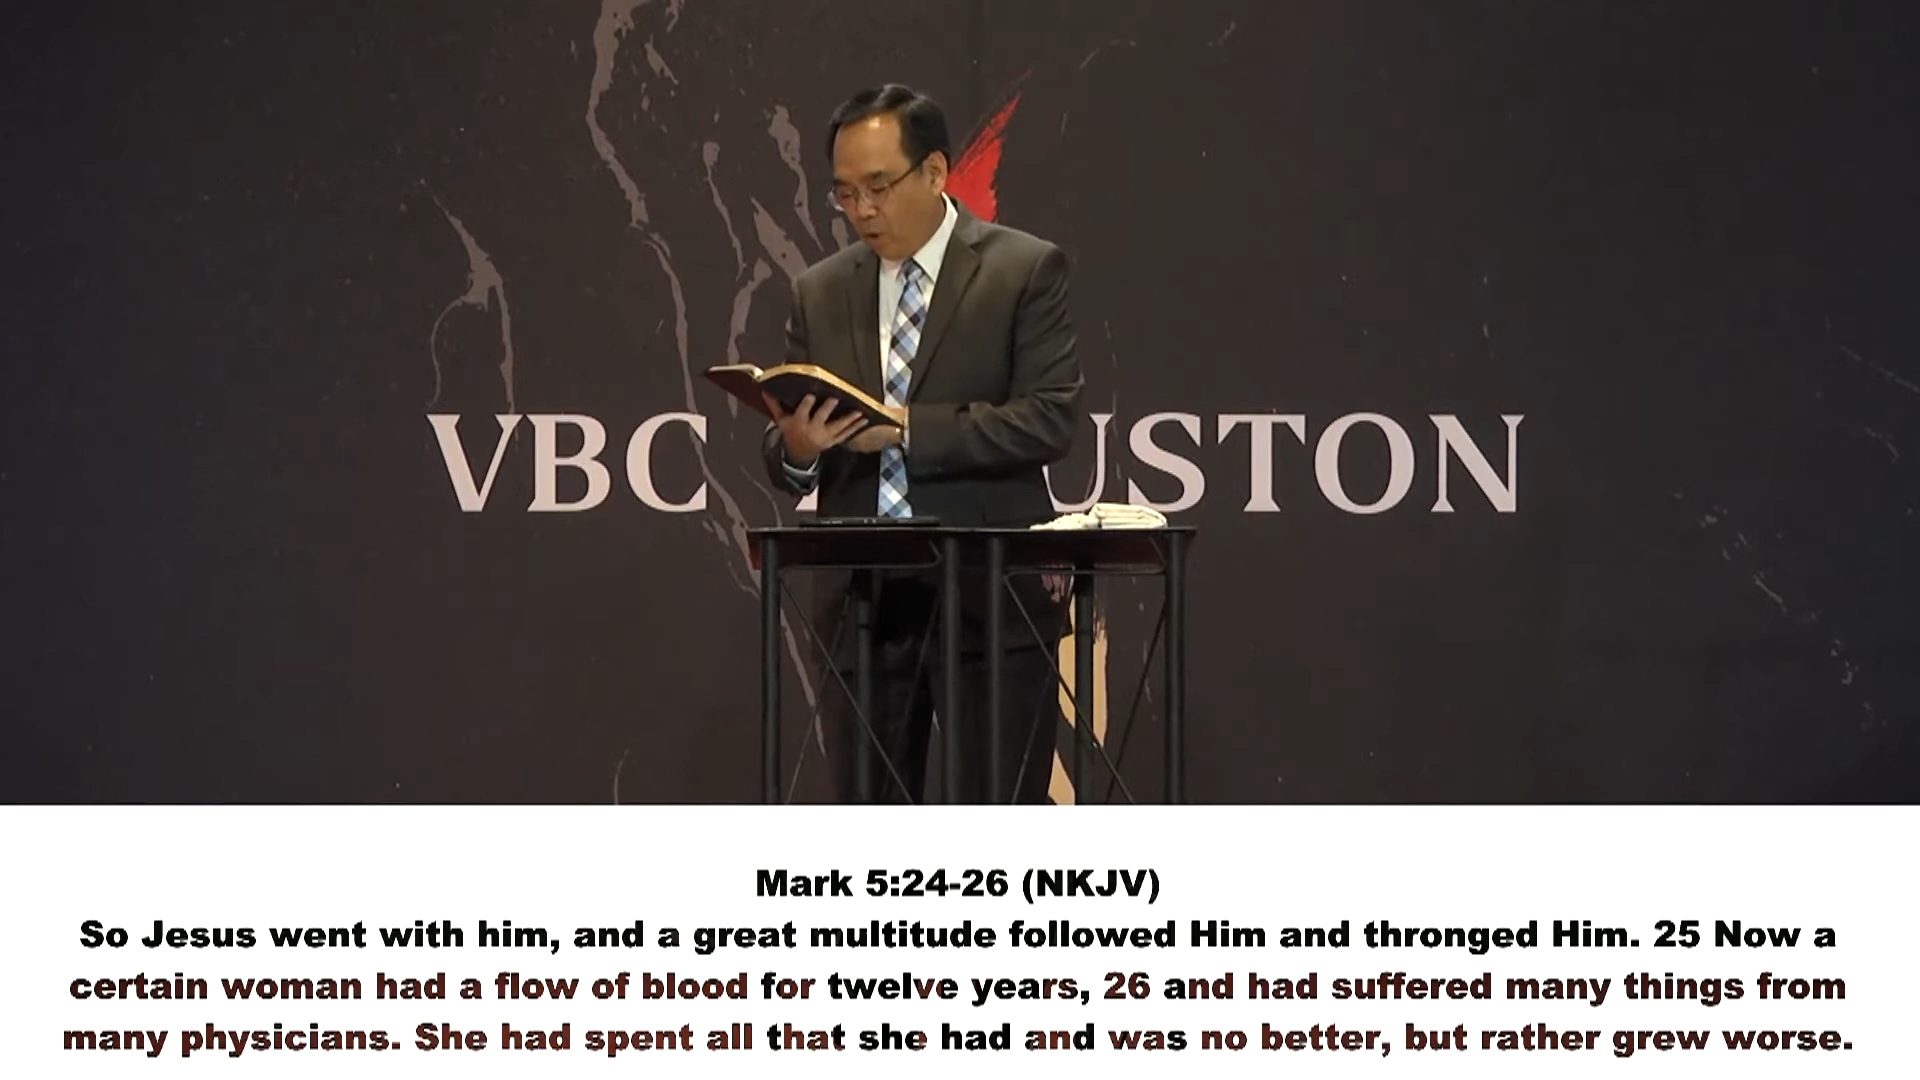 VBC USTON
Mark 5:24-26 (NKJV)
So Jesus went with him, and a great multitude followed Him and thronged Him. 25 Now a
certain woman had a flow of blood for twelve years, 26 and had suffered many things from
many physicians. She had spent all that she had and was no better, but rather grew worse.